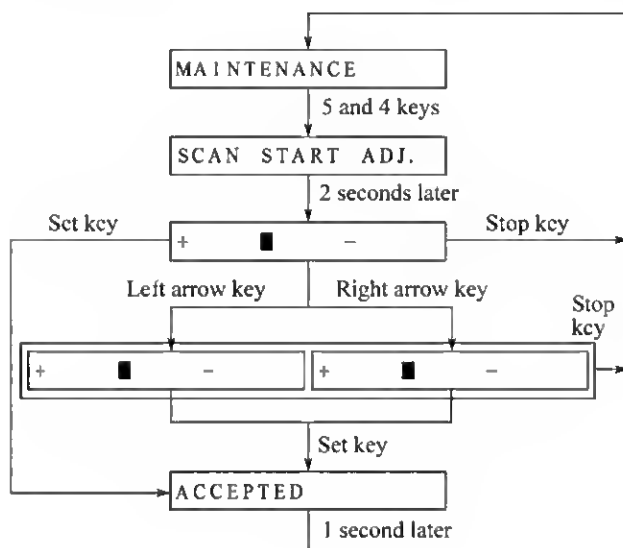 MAINTENANCE
5 and 4 keys
SCAN START ADJ.
2 seconds later
Set key
+ ■ −
Stop key
Left arrow key
Right arrow key
Stop
key
+ ■ −
+ ■ −
Set key
ACCEPTED
1 second later